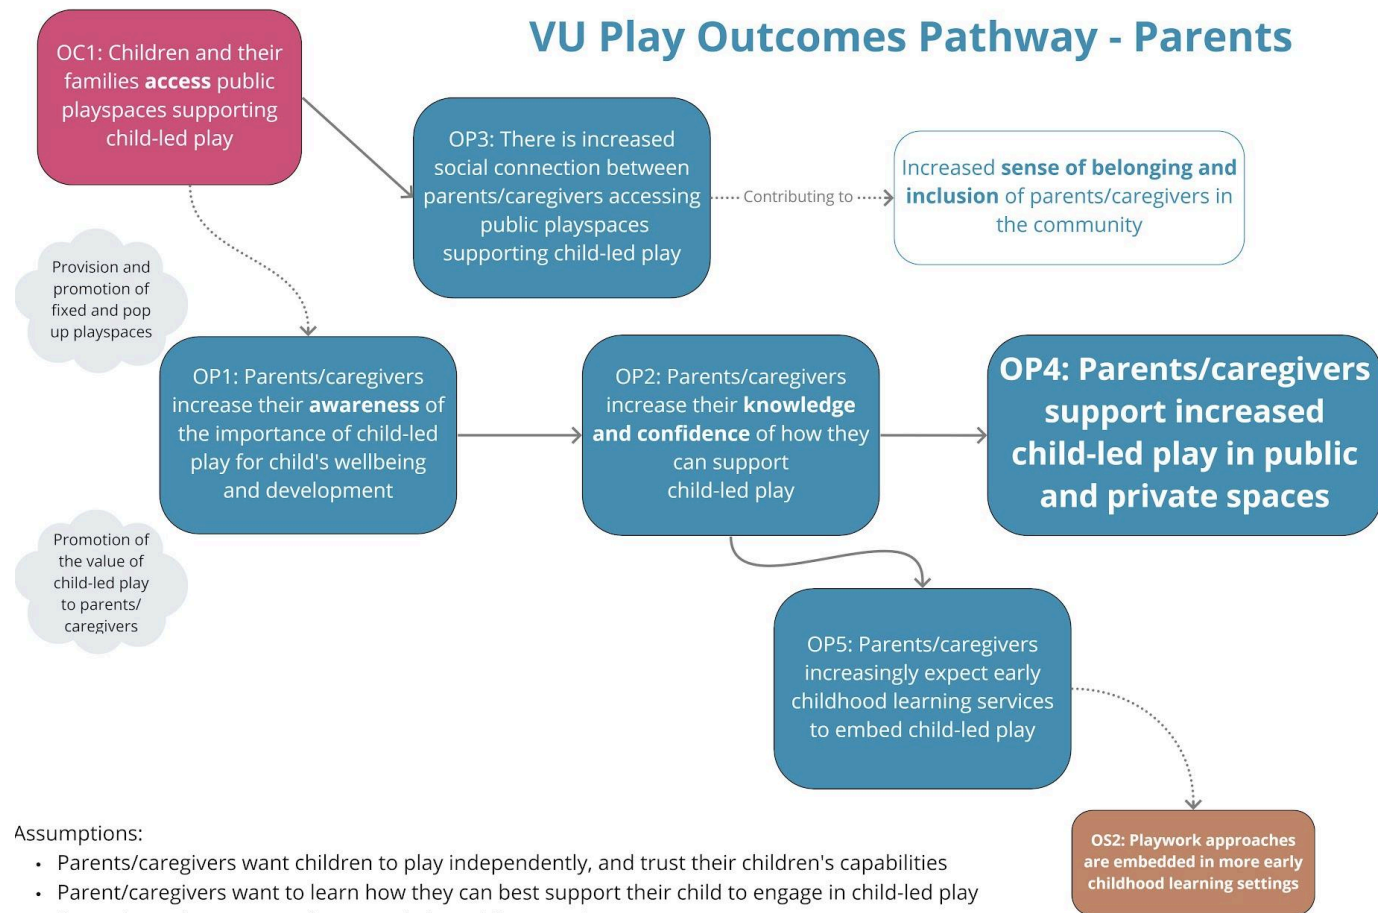 VU Play Outcomes Pathway - Parents
OC1: Children and their
families access public
playspaces supporting
child-led play
OP3: There is increased
social connection between
parents/caregivers accessing
public playspaces
supporting child-led play
Contributing to
Increased sense of belonging and
inclusion of parents/caregivers in
the community
Provision and
promotion of
fixed and pop
up playspaces
OP1: Parents/caregivers
increase their awareness of
the importance of child-led
play for child's wellbeing
and development
OP2: Parents/caregivers
increase their knowledge
and confidence of how they
can support
child-led play
OP4: Parents/caregivers
support increased
child-led play in public
and private spaces
Promotion of
the value of
child-led play
to parents/
caregivers
OP5: Parents/caregivers
increasingly expect early
childhood learning services
to embed child-led play
OS2: Playwork approaches
are embedded in more early
childhood learning settings
Assumptions:
• Parents/caregivers want children to play independently, and trust their children's capabilities
• Parent/caregivers want to learn how they can best support their child to engage in child-led play